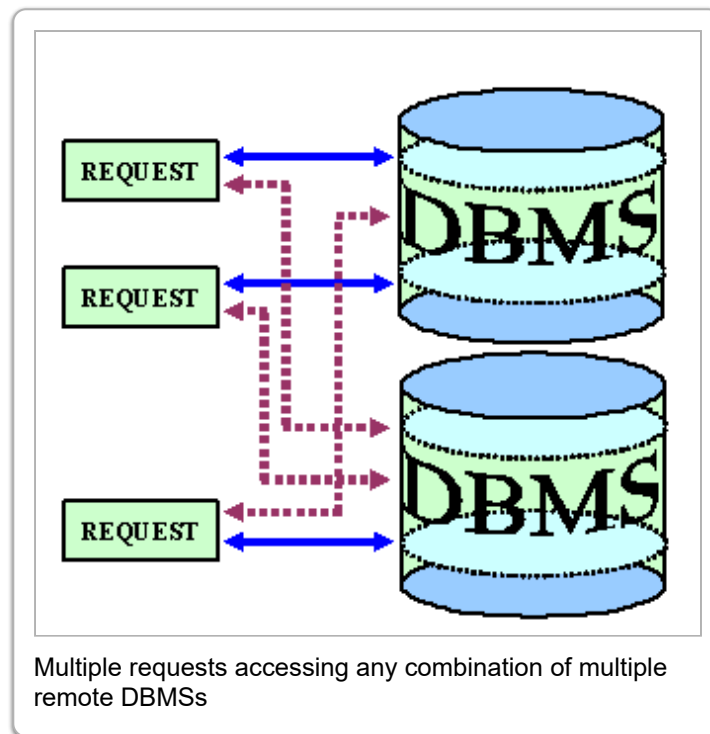 REQUEST
DBMS
REQUEST
DBMS
REQUEST
Multiple requests accessing any combination of multiple
remote DBMSs